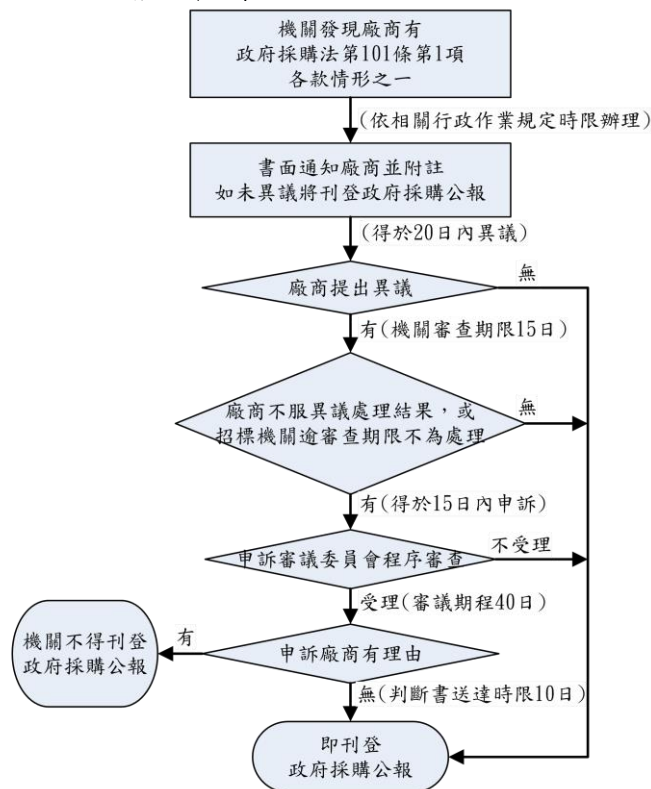 機關發現廠商有
政府採購法第101條第1項
各款情形之一
(依相關行政作業規定時限辦理)
書面通知廠商並附註
如未異議將刊登政府採購公報
(得於20日內異議)
廠商提出異議
無
有(機關審查期限15日)
廠商不服異議處理結果，或
招標機關逾審查期限不為處理
無
有(得於15日內申訴)
申訴審議委員會程序審查
不受理
受理(審議期程40日)
機關不得刊登
政府採購公報
有
申訴廠商有理由
無(判斷書送達時限10日)
即刊登
政府採購公報